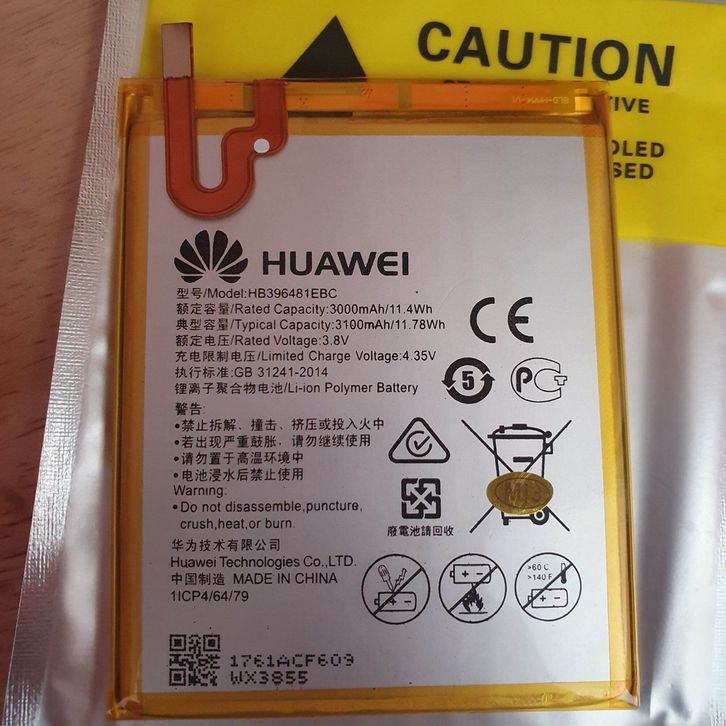 CAUTION
TIVE
OLED
SED
HUAWEI
型号/Model:HB396481EBC
额定容量/Rated Capacity:3000mAh/11.4Wh
典型容量/Typical Capacity:3100mAh/11.78Wh
额定电压/Rated Voltage:3.8V
充电限制电压/Limited Charge Voltage:4.35V
执行标准:GB 31241-2014
锂离子聚合物电池/Li-ion Polymer Battery
CE
5
警告:
•禁止拆解、撞击、挤压或投入火中
•若出现严重鼓胀、请勿继续使用
•请勿置于高温环境中
•电池浸水后禁止使用
Warning:
•Do not disassemble,puncture,
crush,heat,or burn.
廢電池請回收
华为技术有限公司
Huawei Technologies Co.,LTD.
中国制造 MADE IN CHINA
1ICP4/64/79
>60℃
>140 F
1761ACF609
WX3855